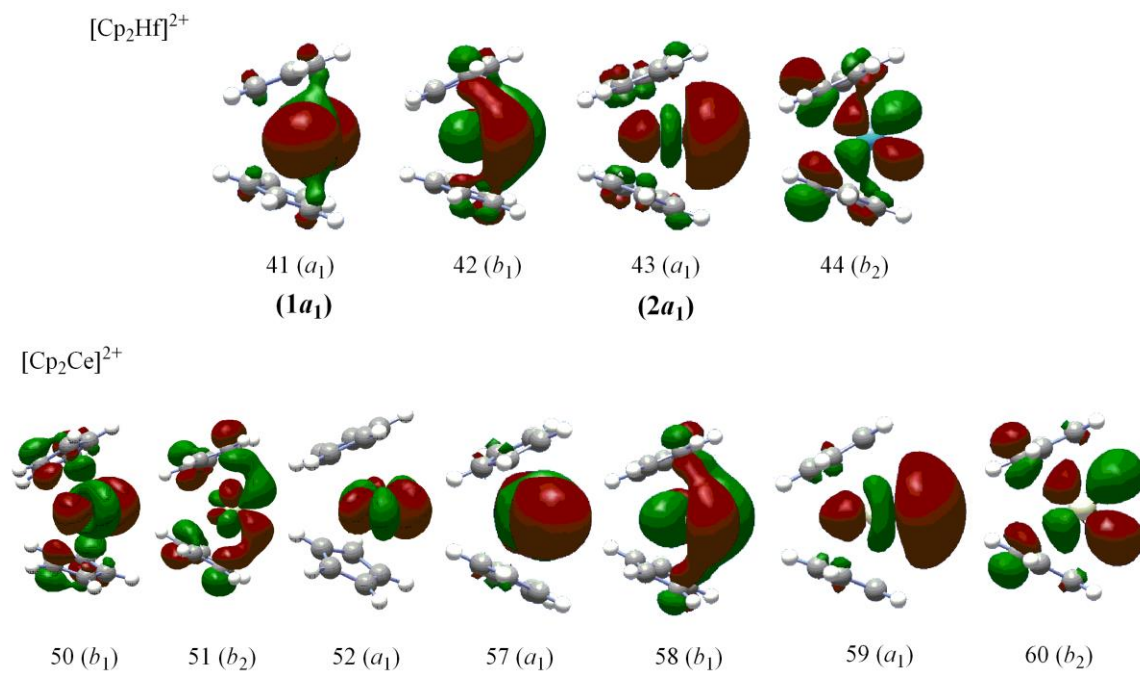 [Cp₂Hf]²⁺
41 (a₁) 42 (b₁) 43 (a₁) 44 (b₂)
(1a₁) (2a₁)
[Cp₂Ce]²⁺
50 (b₁) 51 (b₂) 52 (a₁) 57 (a₁) 58 (b₁) 59 (a₁) 60 (b₂)